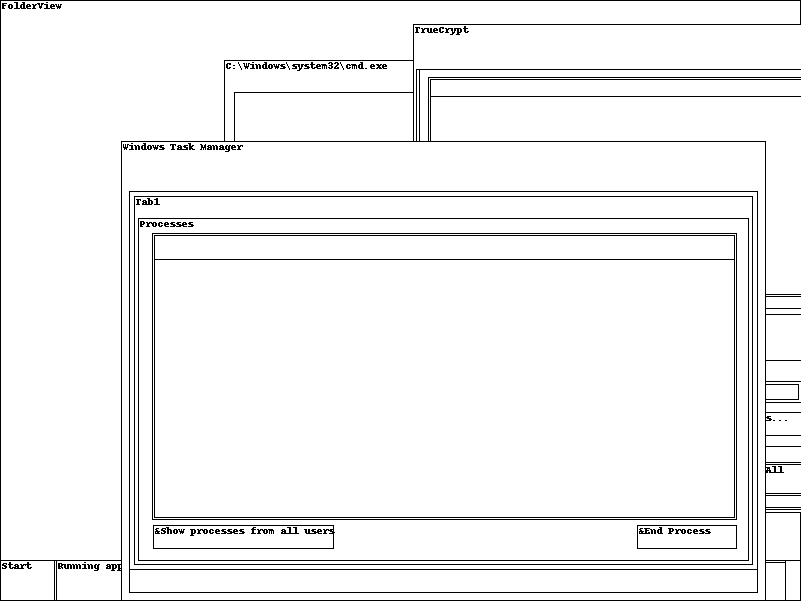 FolderView
TrueCrypt
C:\Windows\system32\cmd.exe
Windows Task Manager
Tab1
Processes
s...
All
&Show processes from all users
&End Process
Start
Running app